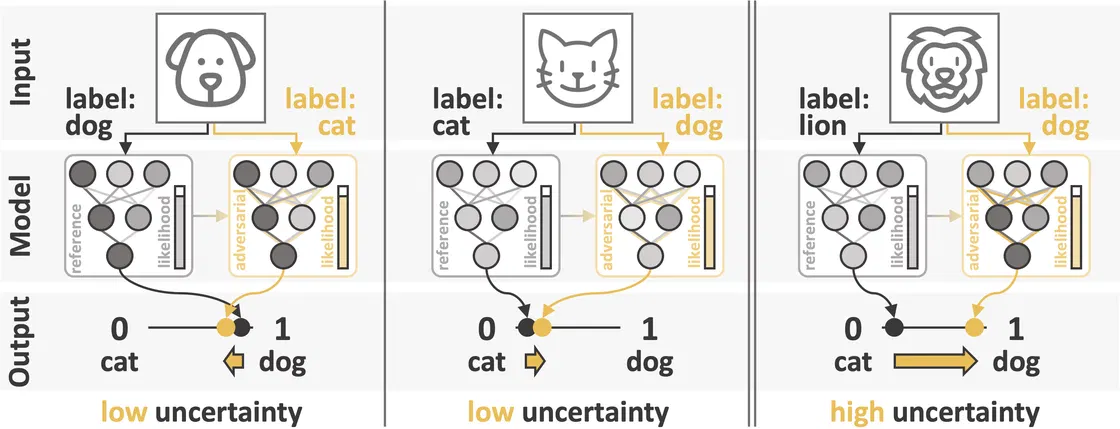 Input
label:
dog
label:
cat
label:
cat
label:
dog
label:
lion
label:
dog
Model
reference
likelihood
adversarial
likelihood
reference
likelihood
adversarial
likelihood
reference
likelihood
adversarial
likelihood
Output
0 1
cat dog
0 1
cat dog
0 1
cat dog
low uncertainty
low uncertainty
high uncertainty